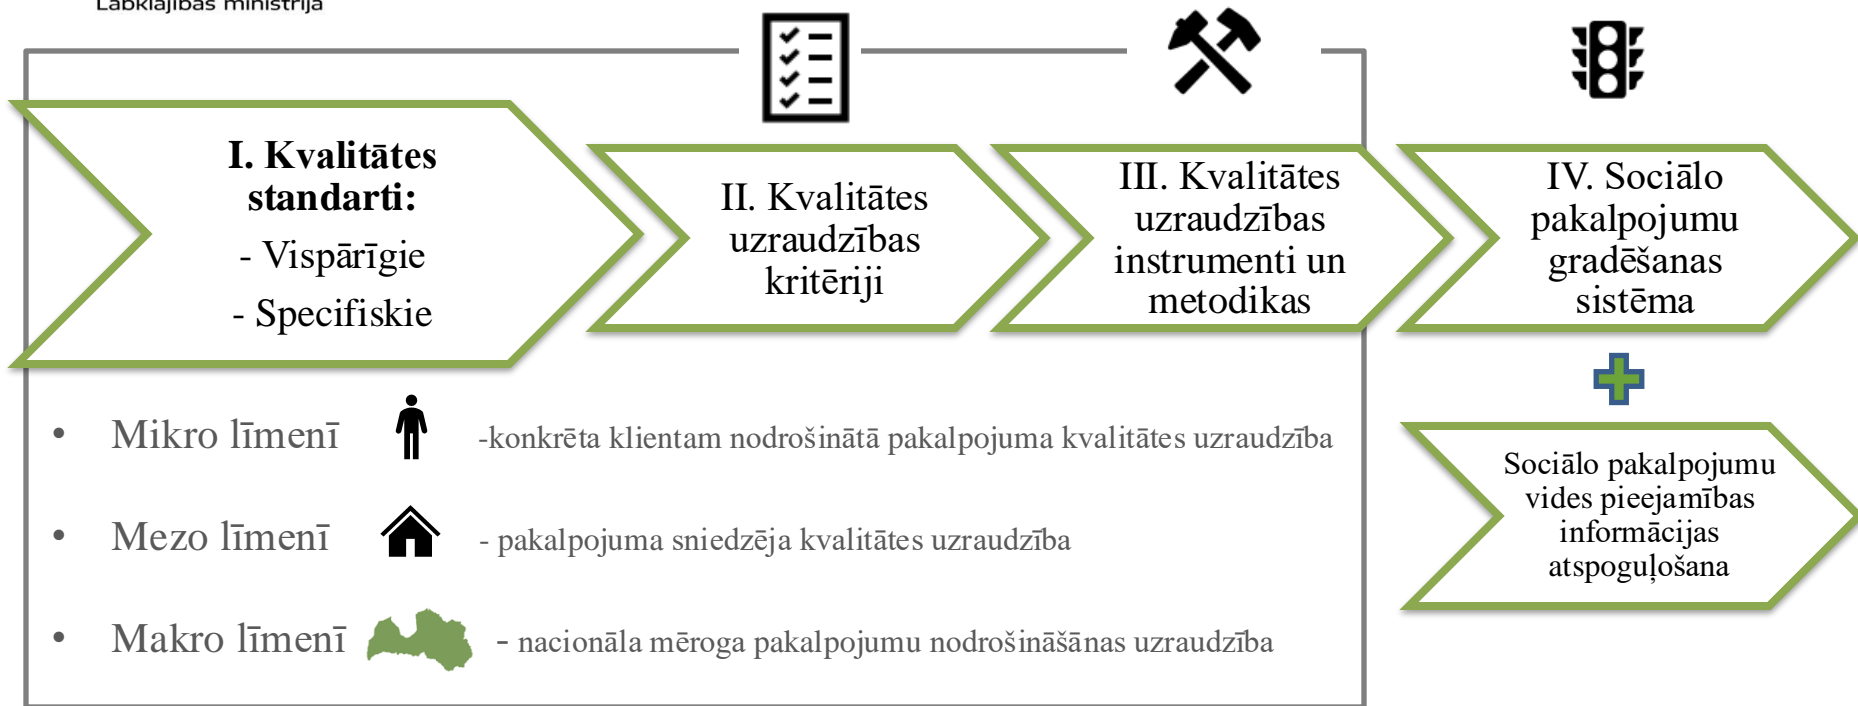 Labklājības ministrija
I. Kvalitātes
standarti:
- Vispārīgie
- Specifiskie
II. Kvalitātes
uzraudzības
kritēriji
III. Kvalitātes
uzraudzības
instrumenti un
metodikas
IV. Sociālo
pakalpojumu
gradēšanas
sistēma
• Mikro līmenī -konkrēta klientam nodrošinātā pakalpojuma kvalitātes uzraudzība
• Mezo līmenī - pakalpojuma sniedzēja kvalitātes uzraudzība
• Makro līmenī - nacionāla mēroga pakalpojumu nodrošināšānas uzraudzība
Sociālo pakalpojumu
vides pieejamības
informācijas
atspoguļošana